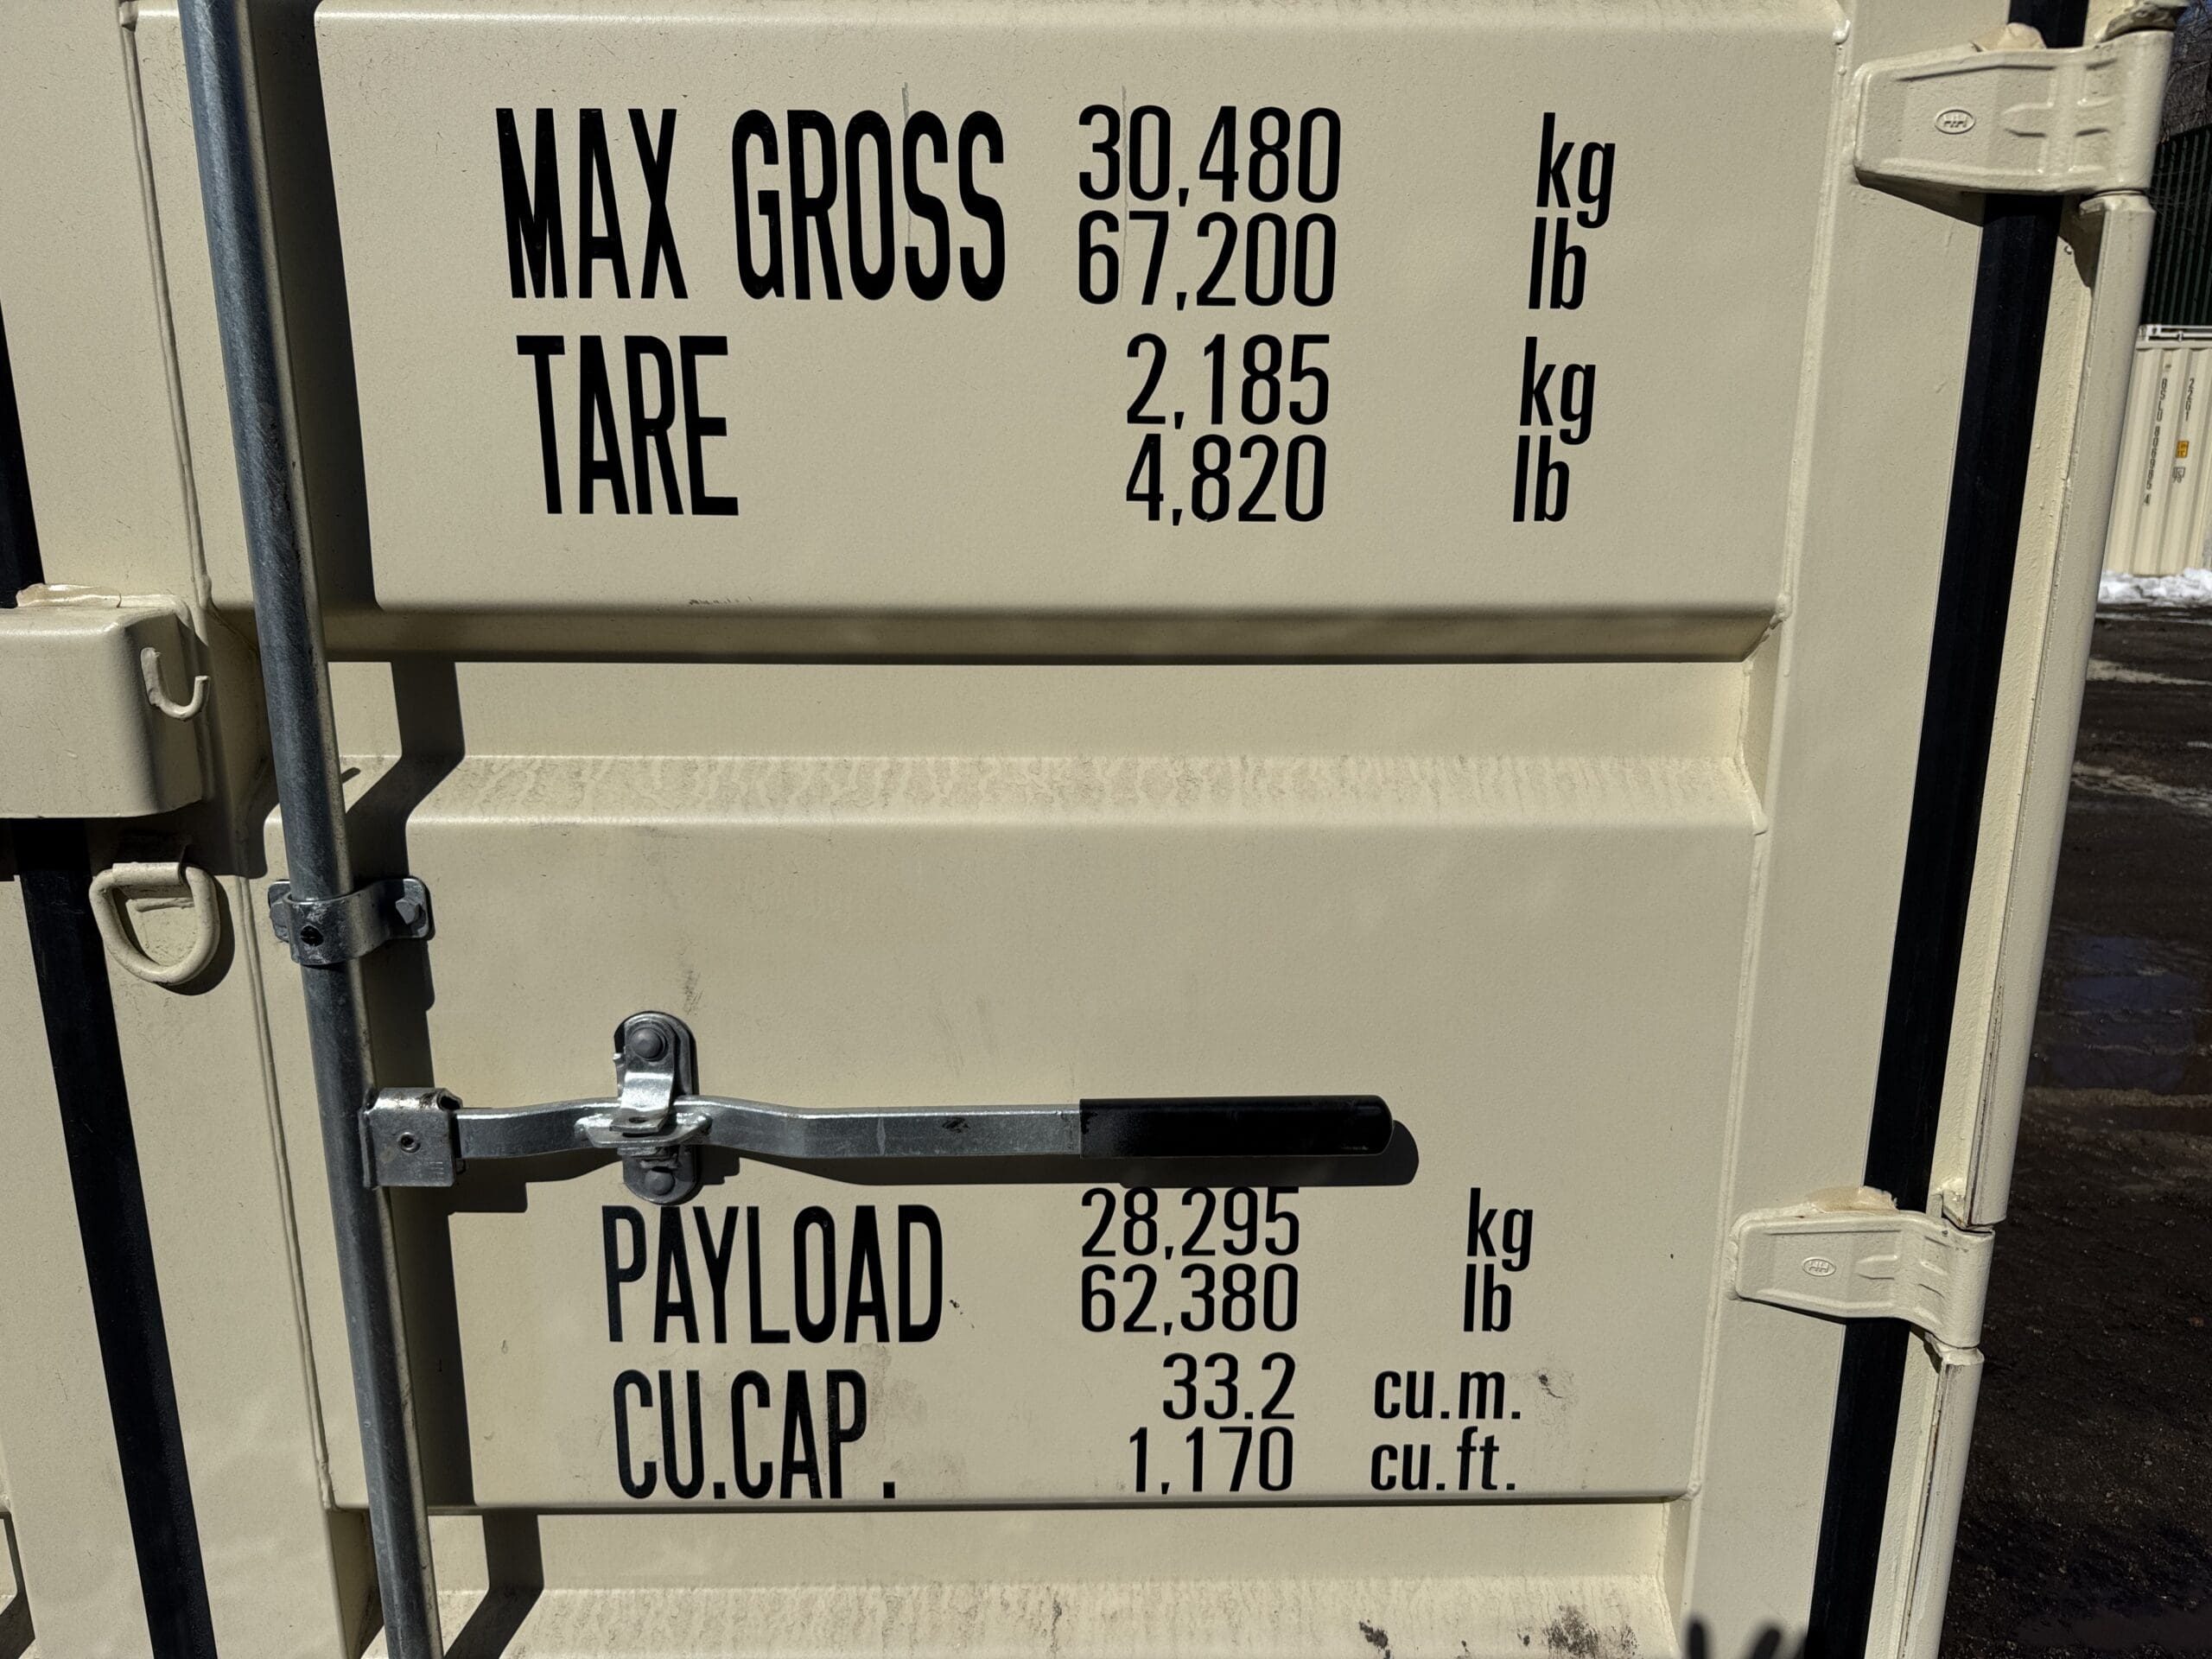 MAX GROSS 30,480 kg
67,200 lb
TARE 2,185 kg
4,820 lb
PAYLOAD 28,295 kg
62,380 lb
CU.CAP. 33.2 cu.m.
1,170 cu.ft.